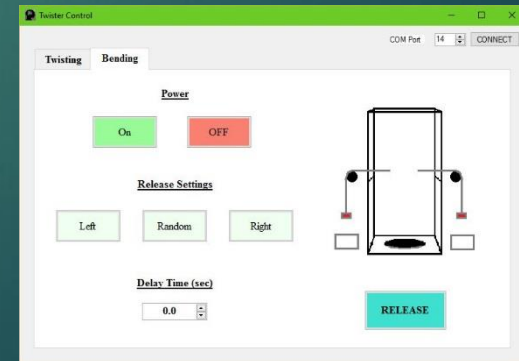 Twister Control
COM Port 14 CONNECT
Twisting Bending
Power
On OFF
Release Settings
Left Random Right
Delay Time (sec)
0.0
RELEASE